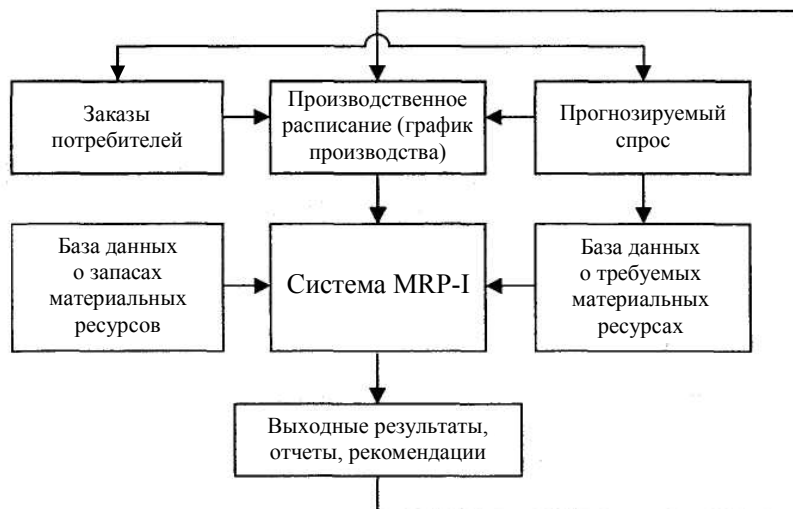 Заказы
потребителей
Производственное
расписание (график
производства)
Прогнозируемый
спрос
База данных
о запасах
материальных
ресурсов
Система MRP-I
База данных
о требуемых
материальных
ресурсах
Выходные результаты,
отчеты, рекомендации